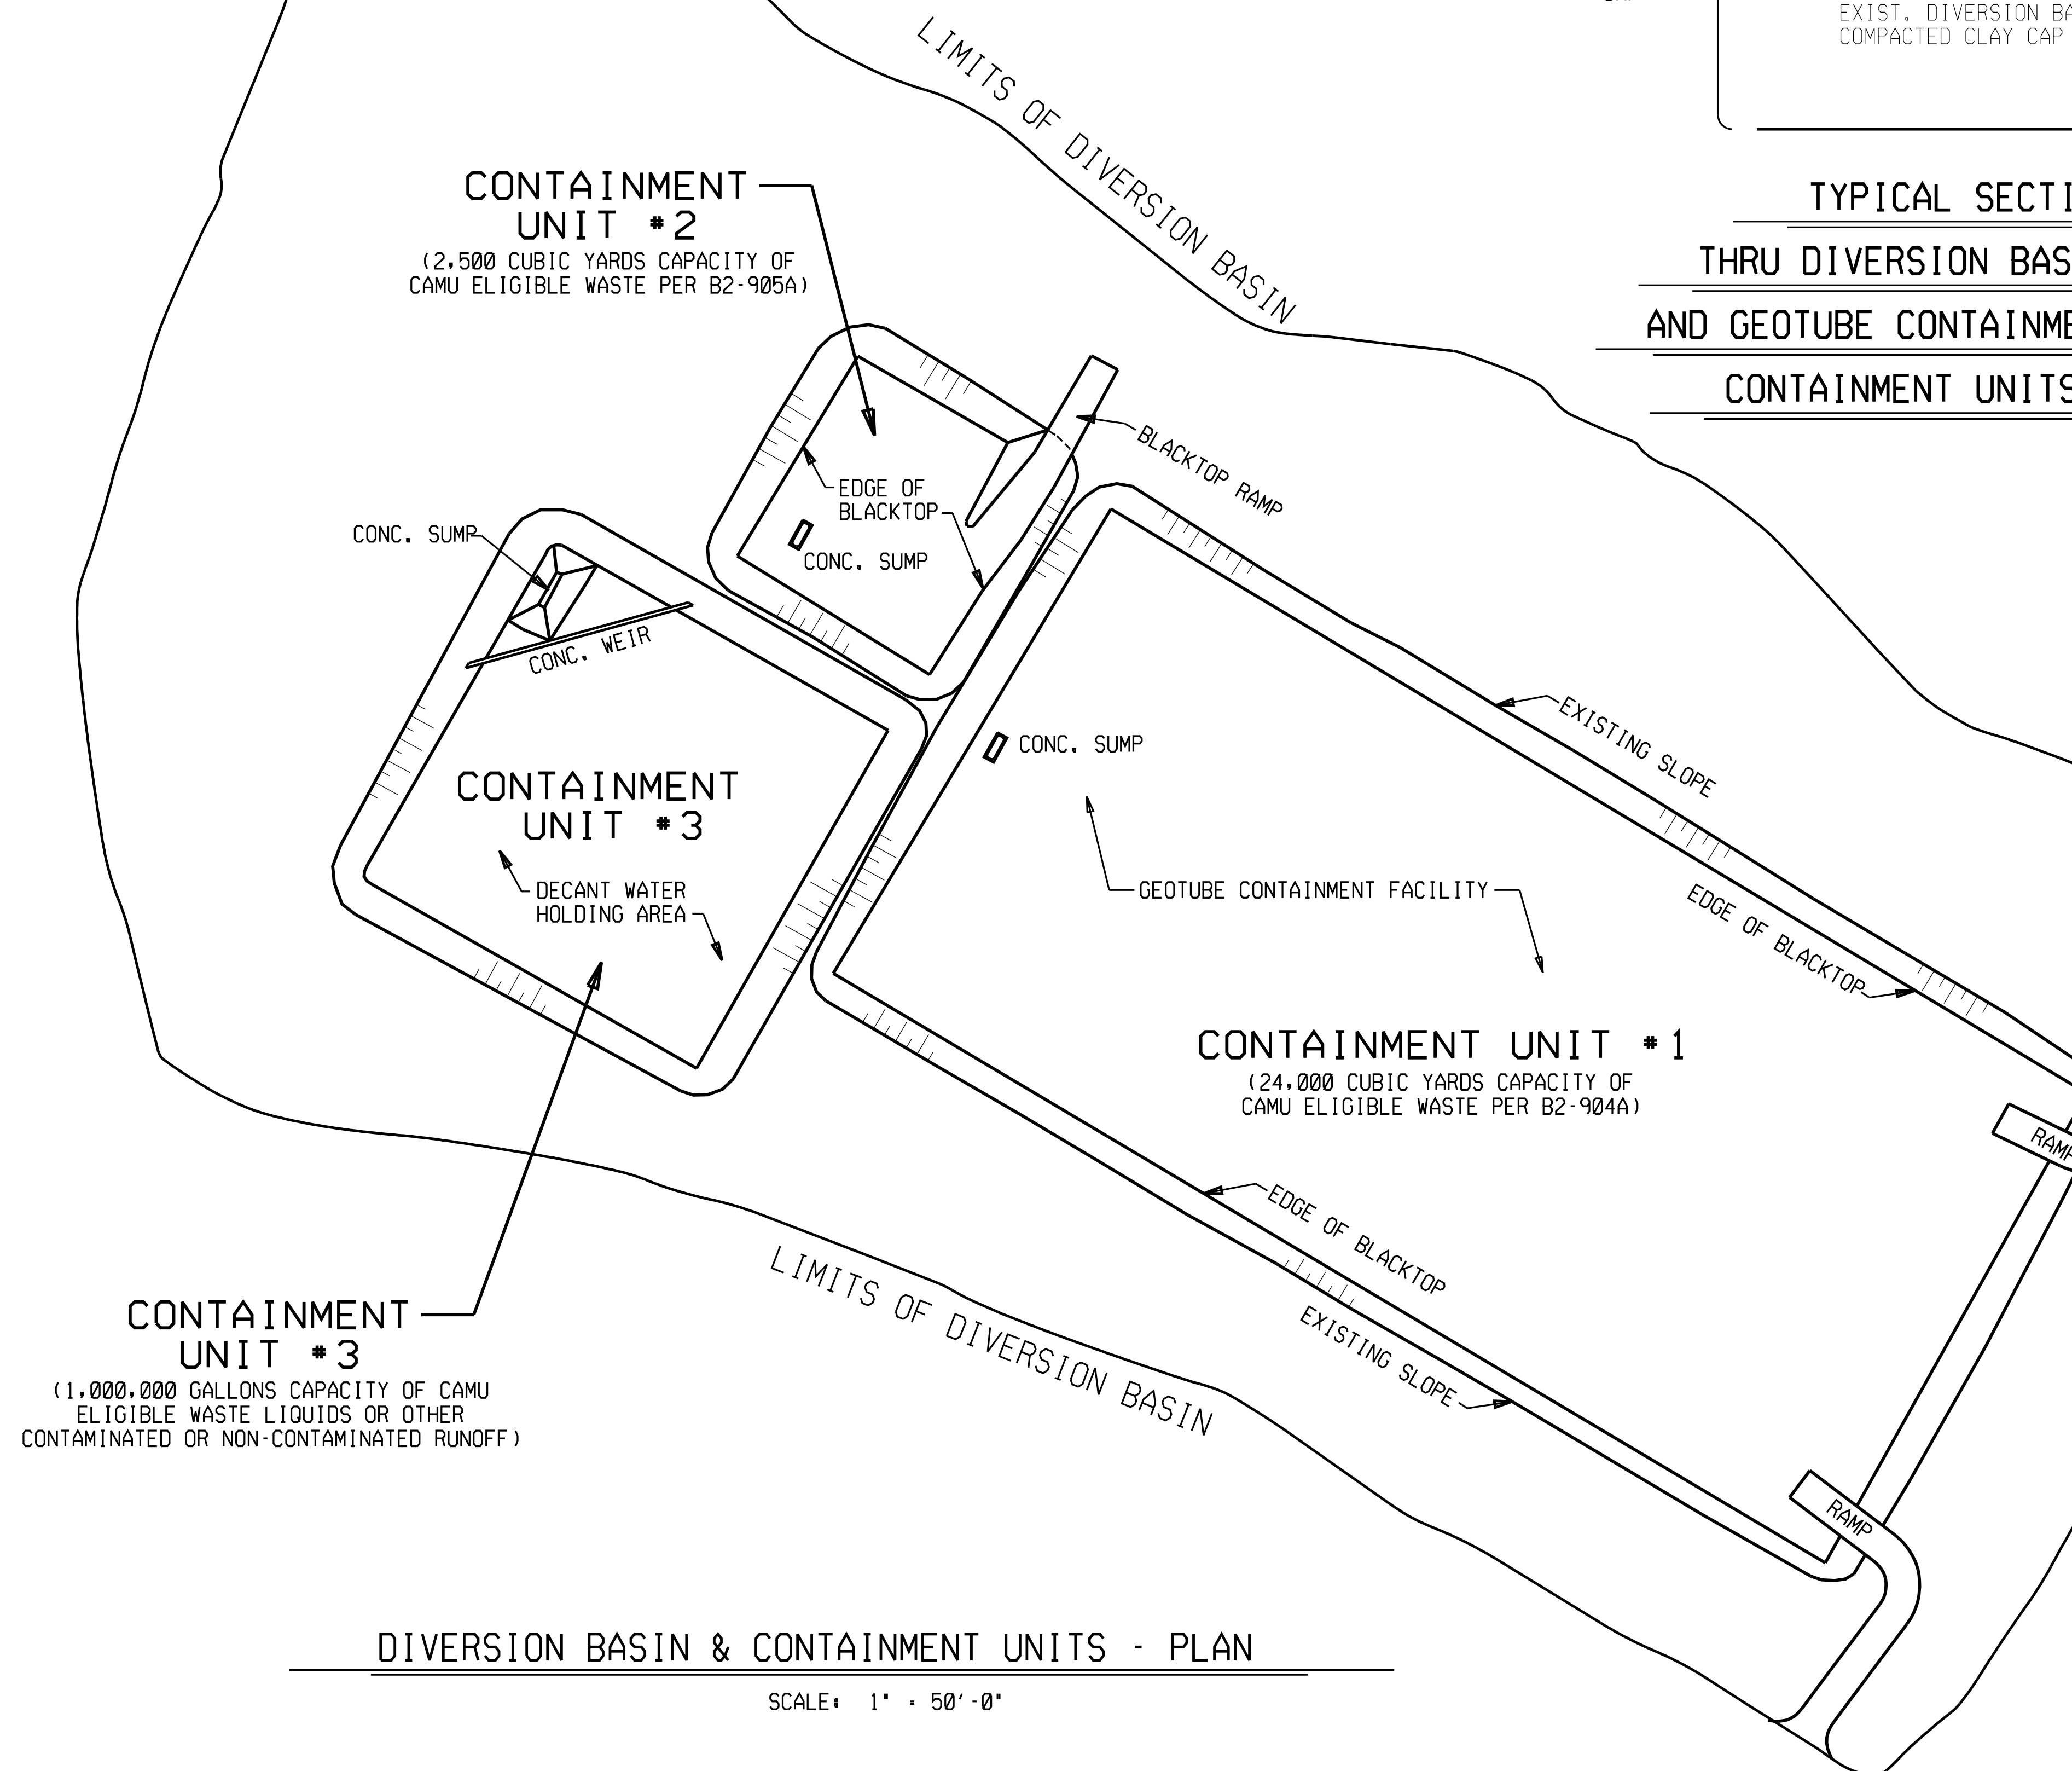 EXIST. DIVERSION BA
COMPACTED CLAY CAP
LIMITS OF DIVERSION BASIN
CONTAINMENT
UNIT #2
(2,500 CUBIC YARDS CAPACITY OF
CAMU ELIGIBLE WASTE PER B2-905A)
TYPICAL SECTI
THRU DIVERSION BAS
AND GEOTUBE CONTAINME
CONTAINMENT UNITS
BLACKTOP RAMP
EDGE OF
BLACKTOP
CONC. SUMP
CONC. SUMP
CONC. WEIR
CONC. SUMP
EXISTING SLOPE
CONTAINMENT
UNIT #3
DECANT WATER
HOLDING AREA
GEOTUBE CONTAINMENT FACILITY
EDGE OF BLACKTOP
CONTAINMENT UNIT #1
(24,000 CUBIC YARDS CAPACITY OF
CAMU ELIGIBLE WASTE PER B2-904A)
RAMP
EDGE OF BLACKTOP
EXISTING SLOPE
LIMITS OF DIVERSION BASIN
CONTAINMENT
UNIT #3
(1,000,000 GALLONS CAPACITY OF CAMU
ELIGIBLE WASTE LIQUIDS OR OTHER
CONTAMINATED OR NON-CONTAMINATED RUNOFF)
RAMP
DIVERSION BASIN & CONTAINMENT UNITS - PLAN
SCALE: 1" = 50'-0"